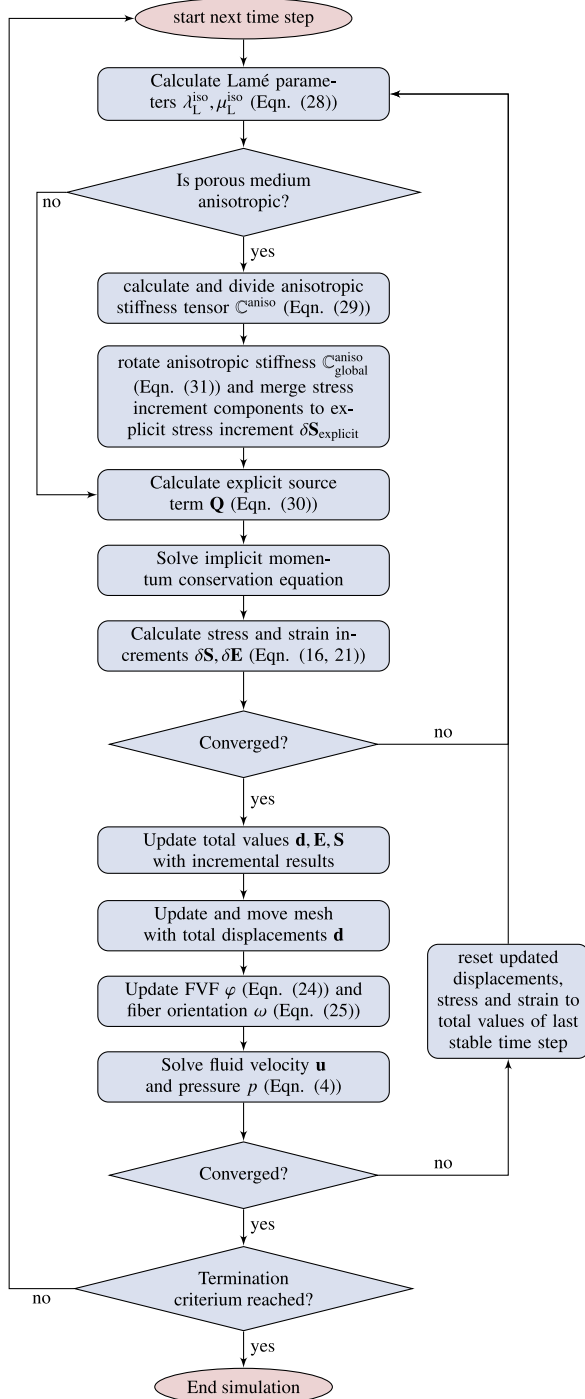 start next time step
Calculate Lamé parame-
ters λ_L^iso, μ_L^iso (Eqn. (28))
Is porous medium
anisotropic?
no
yes
calculate and divide anisotropic
stiffness tensor ℂ^aniso (Eqn. (29))
rotate anisotropic stiffness ℂ_global^aniso
(Eqn. (31)) and merge stress
increment components to ex-
plicit stress increment δS_explicit
Calculate explicit source
term Q (Eqn. (30))
Solve implicit momen-
tum conservation equation
Calculate stress and strain in-
crements δS, δE (Eqn. (16, 21))
Converged?
no
yes
Update total values d, E, S
with incremental results
Update and move mesh
with total displacements d
Update FVF φ (Eqn. (24)) and
fiber orientation ω (Eqn. (25))
reset updated
displacements,
stress and strain to
total values of last
stable time step
Solve fluid velocity u
and pressure p (Eqn. (4))
Converged?
no
yes
Termination
criterium reached?
no
yes
End simulation